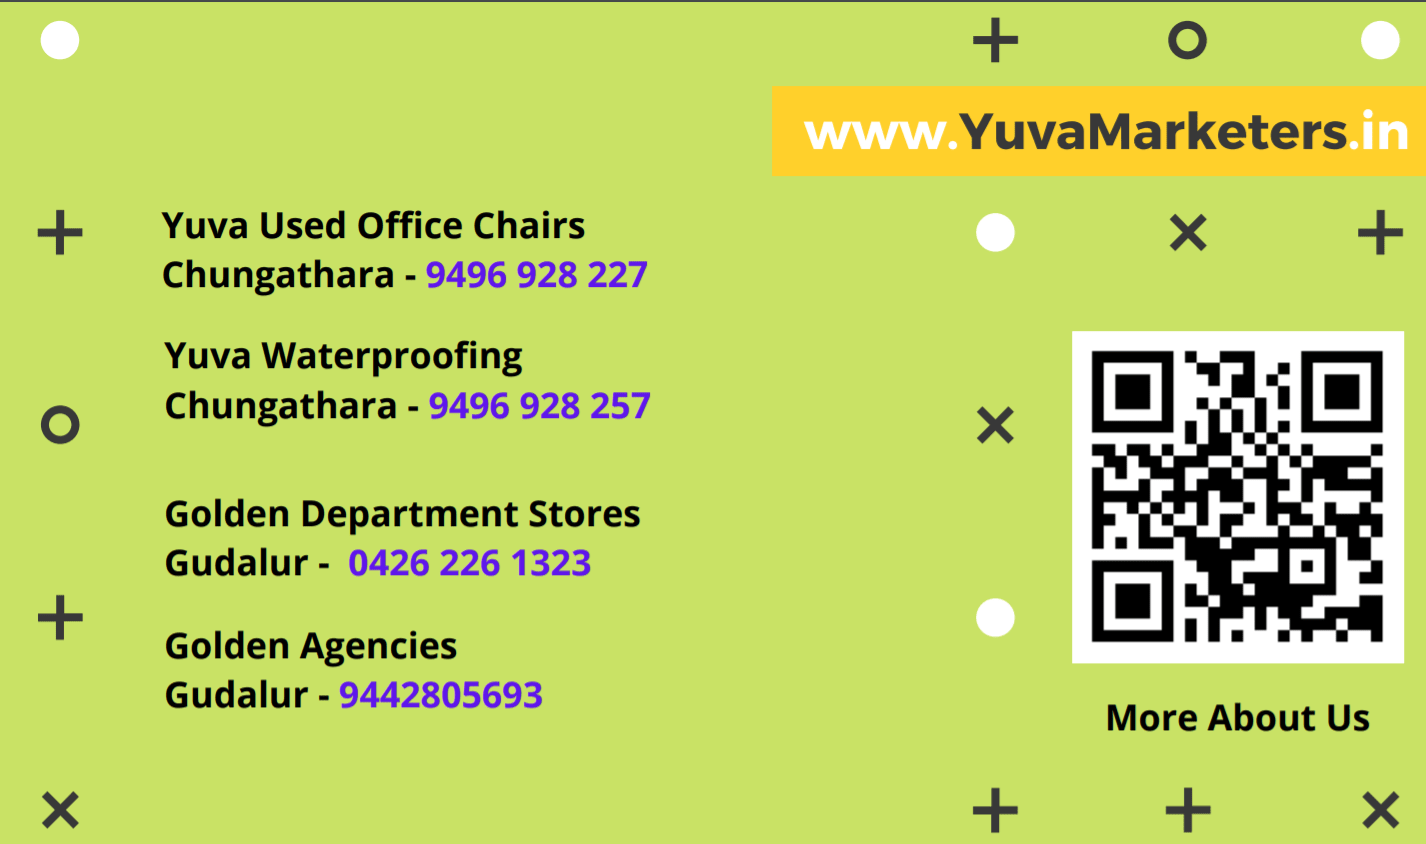 www.YuvaMarketers.in
Yuva Used Office Chairs
Chungathara - 9496 928 227
Yuva Waterproofing
Chungathara - 9496 928 257
Golden Department Stores
Gudalur - 0426 226 1323
Golden Agencies
Gudalur - 9442805693
More About Us